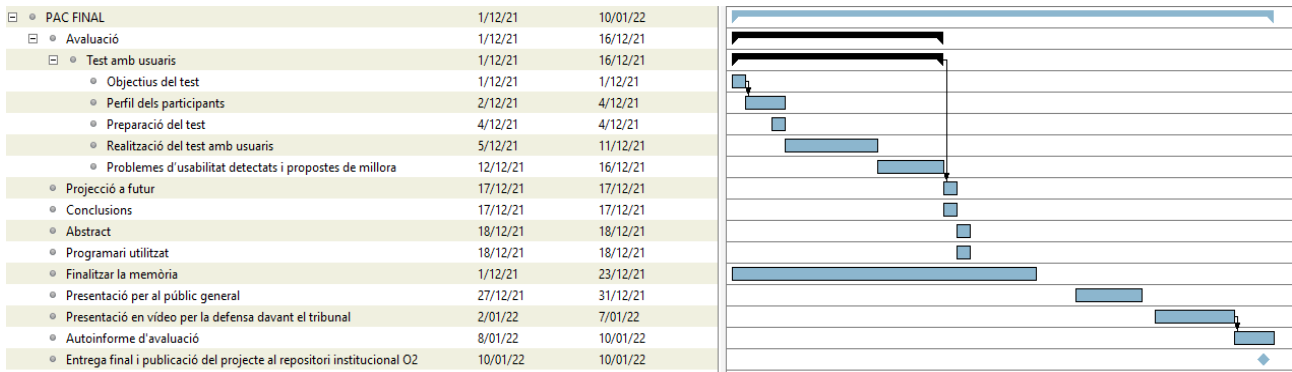 PAC FINAL 1/12/21 10/01/22
Avaluació 1/12/21 16/12/21
Test amb usuaris 1/12/21 16/12/21
Objectius del test 1/12/21 1/12/21
Perfil dels participants 2/12/21 4/12/21
Preparació del test 4/12/21 4/12/21
Realització del test amb usuaris 5/12/21 11/12/21
Problemes d'usabilitat detectats i propostes de millora 12/12/21 16/12/21
Projecció a futur 17/12/21 17/12/21
Conclusions 17/12/21 17/12/21
Abstract 18/12/21 18/12/21
Programari utilitzat 18/12/21 18/12/21
Finalitzar la memòria 1/12/21 23/12/21
Presentació per al públic general 27/12/21 31/12/21
Presentació en vídeo per la defensa davant el tribunal 2/01/22 7/01/22
Autoinforme d'avaluació 8/01/22 10/01/22
Entrega final i publicació del projecte al repositori institucional O2 10/01/22 10/01/22